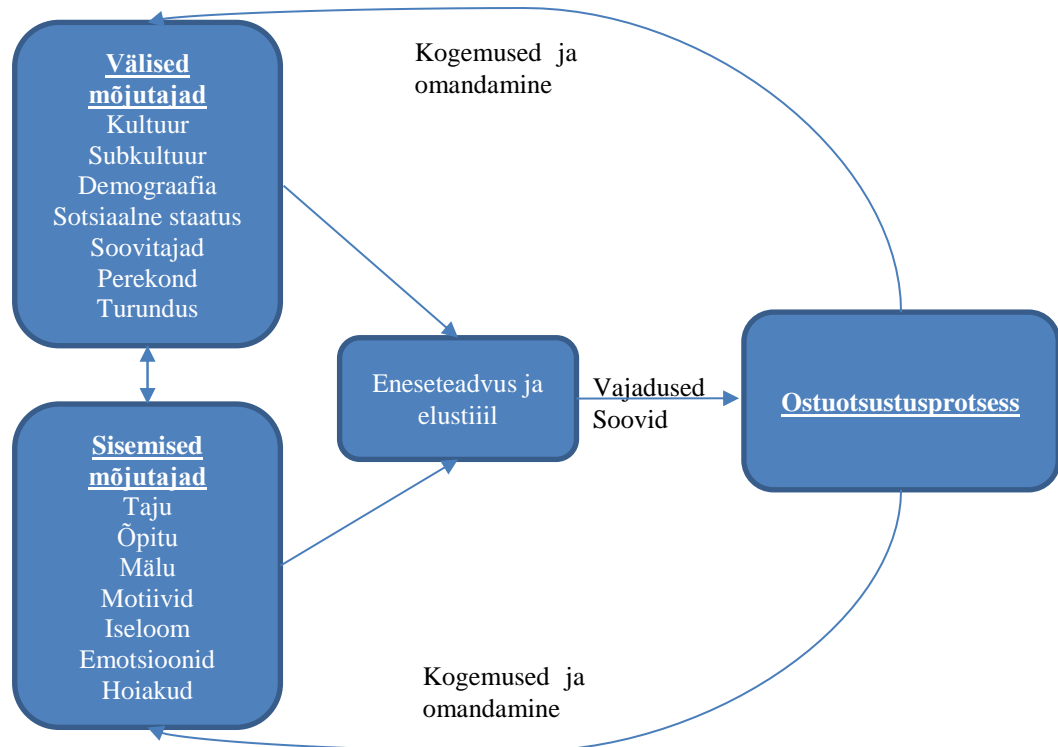 Välised
mõjutajad
Kultuur
Subkultuur
Demograafia
Sotsiaalne staatus
Soovitajad
Perekond
Turundus
Kogemused ja
omandamine
Eneseteadvus ja
elustiiil
Vajadused
Soovid
Ostuotsustusprotsess
Sisemised
mõjutajad
Taju
Õpitu
Mälu
Motiivid
Iseloom
Emotsioonid
Hoiakud
Kogemused ja
omandamine